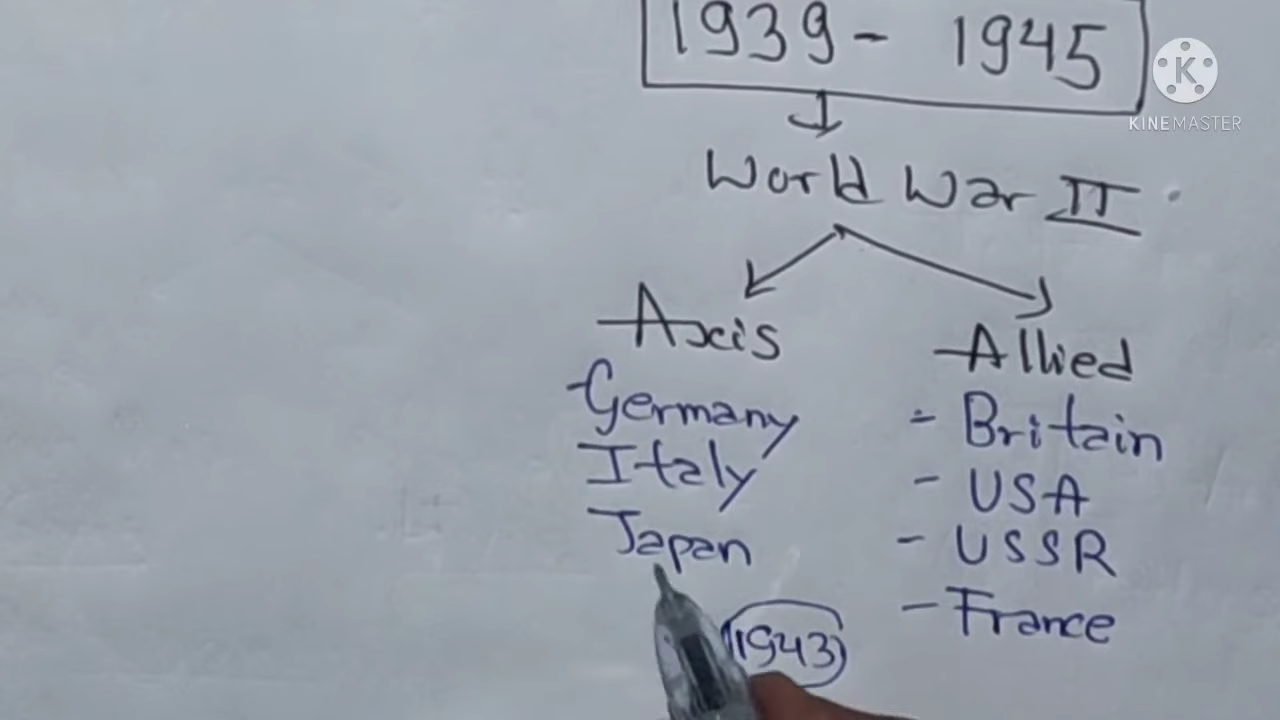 1939 - 1945
K
KINEMASTER
World War II
Axis
Allied
- Germany
- Britain
Italy
- USA
Japan
- USSR
- France
1943